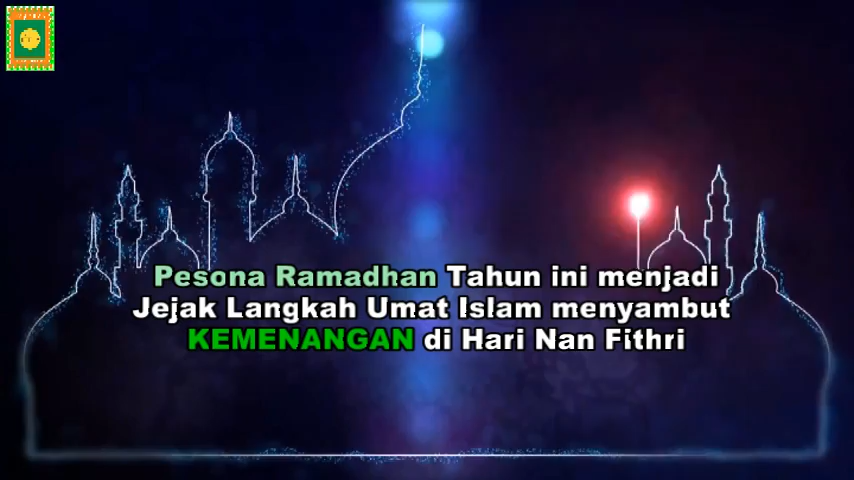 Pesona Ramadhan Tahun ini menjadi
Jejak Langkah Umat Islam menyambut
KEMENANGAN di Hari Nan Fithri